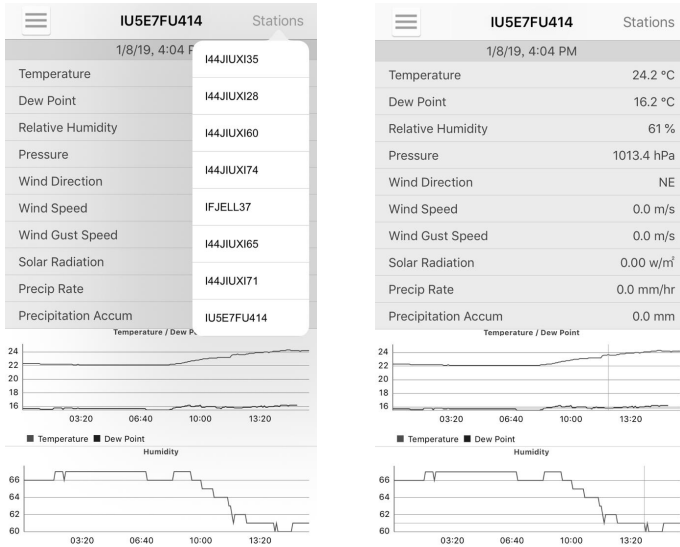 IU5E7FU414 Stations
1/8/19, 4:04 P
I44JIUXI35
Temperature
I44JIUXI28
Dew Point
Relative Humidity
I44JIUXI60
Pressure
I44JIUXI74
Wind Direction
IFJELL37
Wind Speed
Wind Gust Speed
I44JIUXI65
Solar Radiation
I44JIUXI71
Precip Rate
Precipitation Accum
IU5E7FU414
Temperature / Dew P
24
22
20
18
16
03:20 06:40 10:00 13:20
Temperature Dew Point
Humidity
66
64
62
60
03:20 06:40 10:00 13:20
IU5E7FU414 Stations
1/8/19, 4:04 PM
Temperature 24.2 °C
Dew Point 16.2 °C
Relative Humidity 61 %
Pressure 1013.4 hPa
Wind Direction NE
Wind Speed 0.0 m/s
Wind Gust Speed 0.0 m/s
Solar Radiation 0.00 w/㎡
Precip Rate 0.0 mm/hr
Precipitation Accum 0.0 mm
Temperature / Dew Point
24
22
20
18
16
03:20 06:40 10:00 13:20
Temperature Dew Point
Humidity
66
64
62
60
03:20 06:40 10:00 13:20